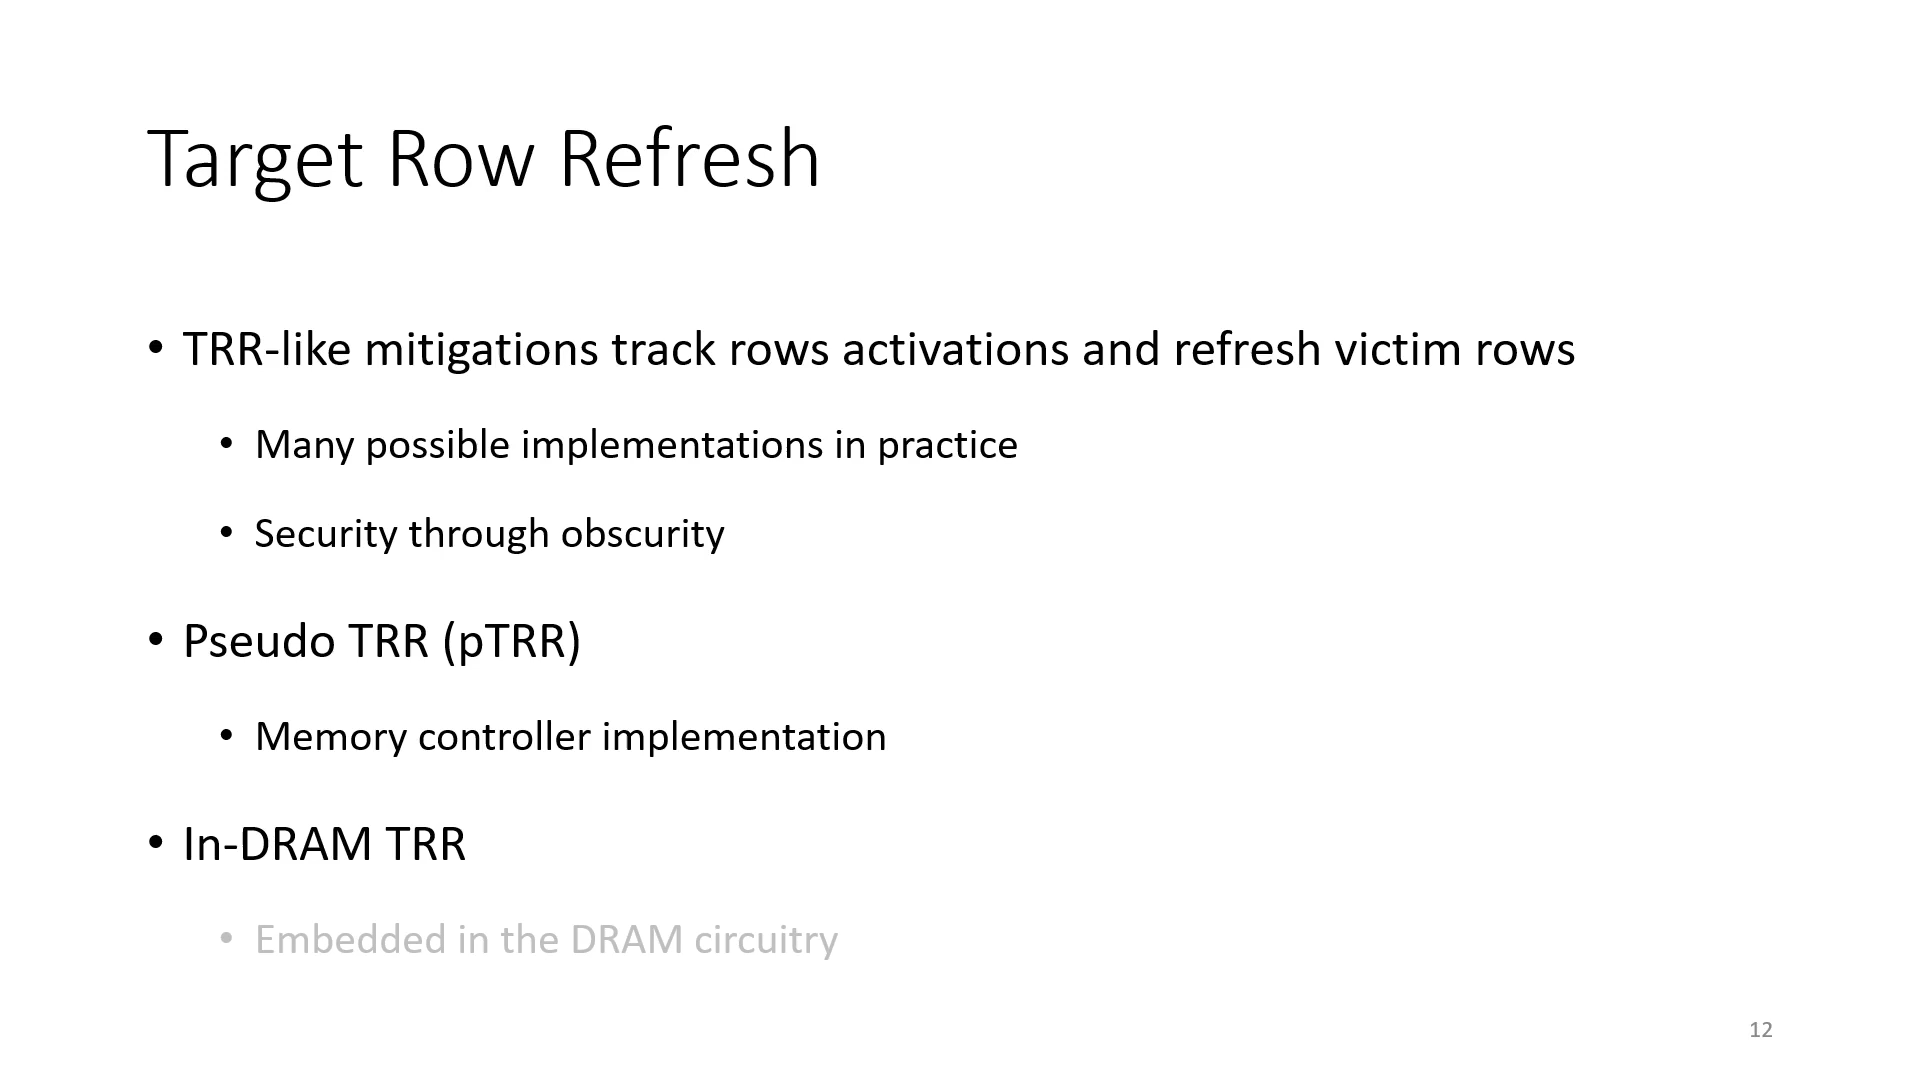 Target Row Refresh
• TRR-like mitigations track rows activations and refresh victim rows
• Many possible implementations in practice
• Security through obscurity
• Pseudo TRR (pTRR)
• Memory controller implementation
• In-DRAM TRR
• Embedded in the DRAM circuitry
12